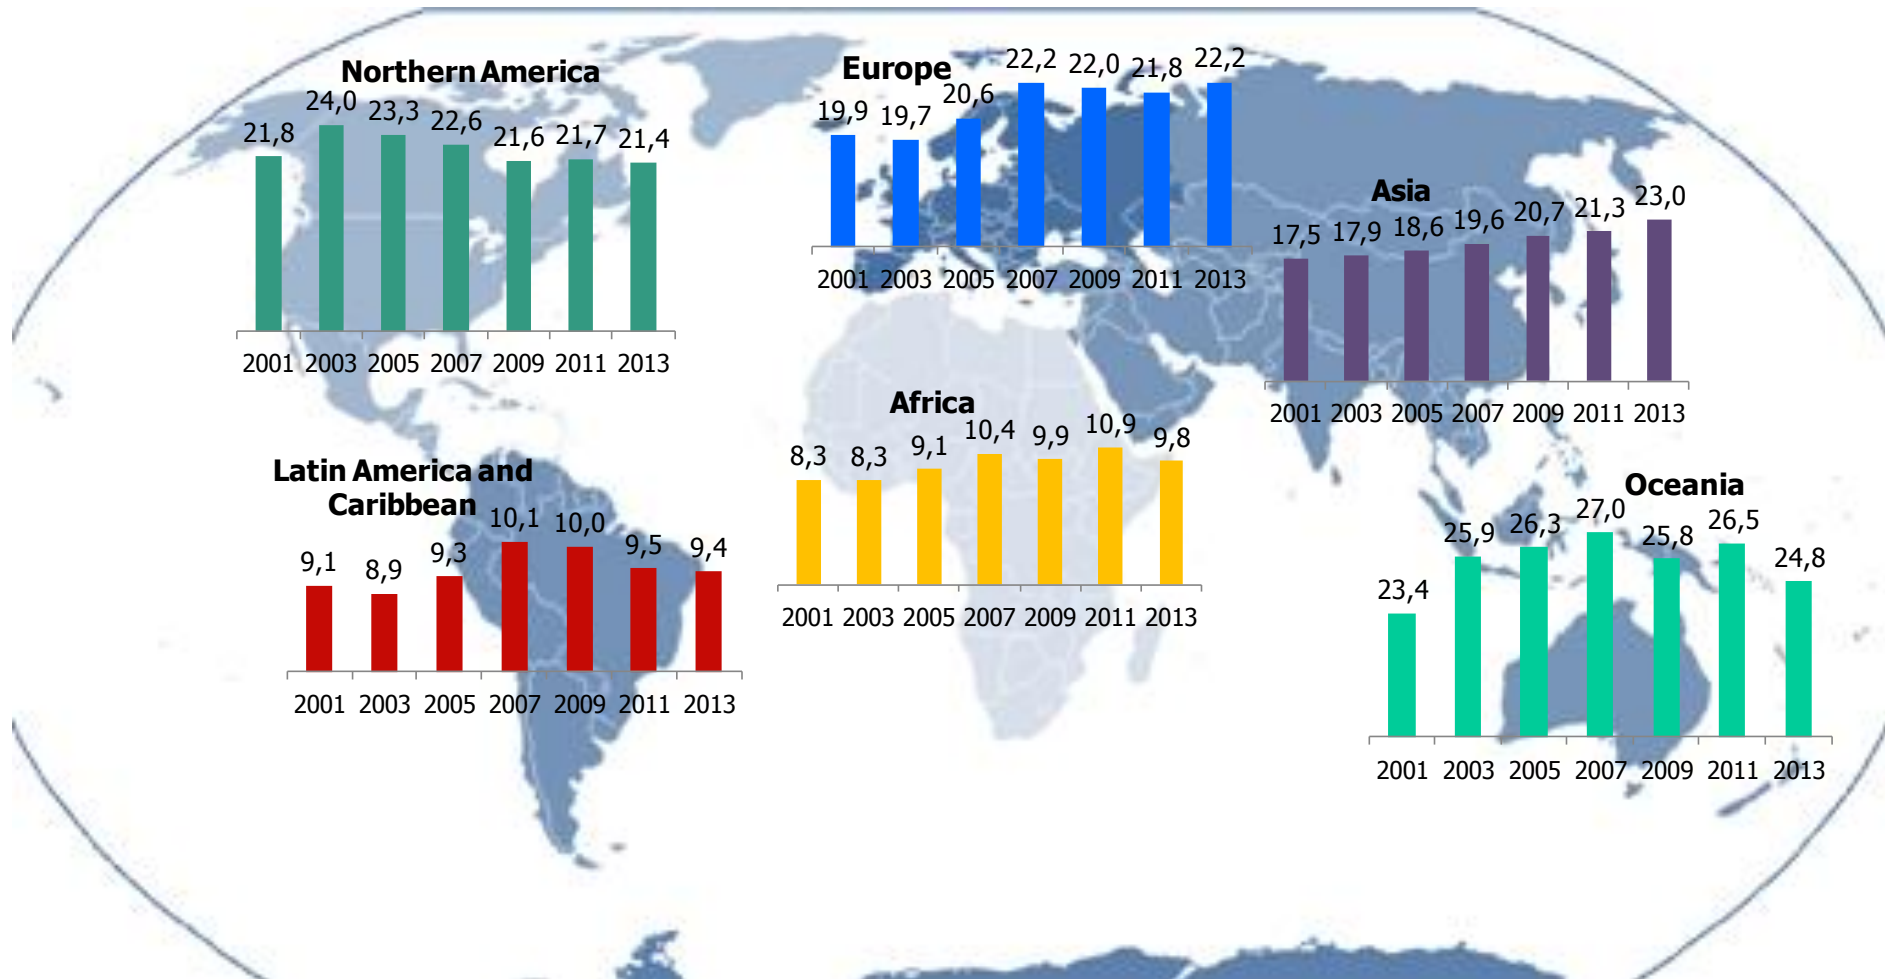 Northern America
21,8 24,0 23,3 22,6 21,6 21,7 21,4
2001 2003 2005 2007 2009 2011 2013
Europe
19,9 19,7 20,6 22,2 22,0 21,8 22,2
2001 2003 2005 2007 2009 2011 2013
Asia
17,5 17,9 18,6 19,6 20,7 21,3 23,0
2001 2003 2005 2007 2009 2011 2013
Africa
8,3 8,3 9,1 10,4 9,9 10,9 9,8
2001 2003 2005 2007 2009 2011 2013
Latin America and
Caribbean
9,1 8,9 9,3 10,1 10,0 9,5 9,4
2001 2003 2005 2007 2009 2011 2013
Oceania
23,4 25,9 26,3 27,0 25,8 26,5 24,8
2001 2003 2005 2007 2009 2011 2013